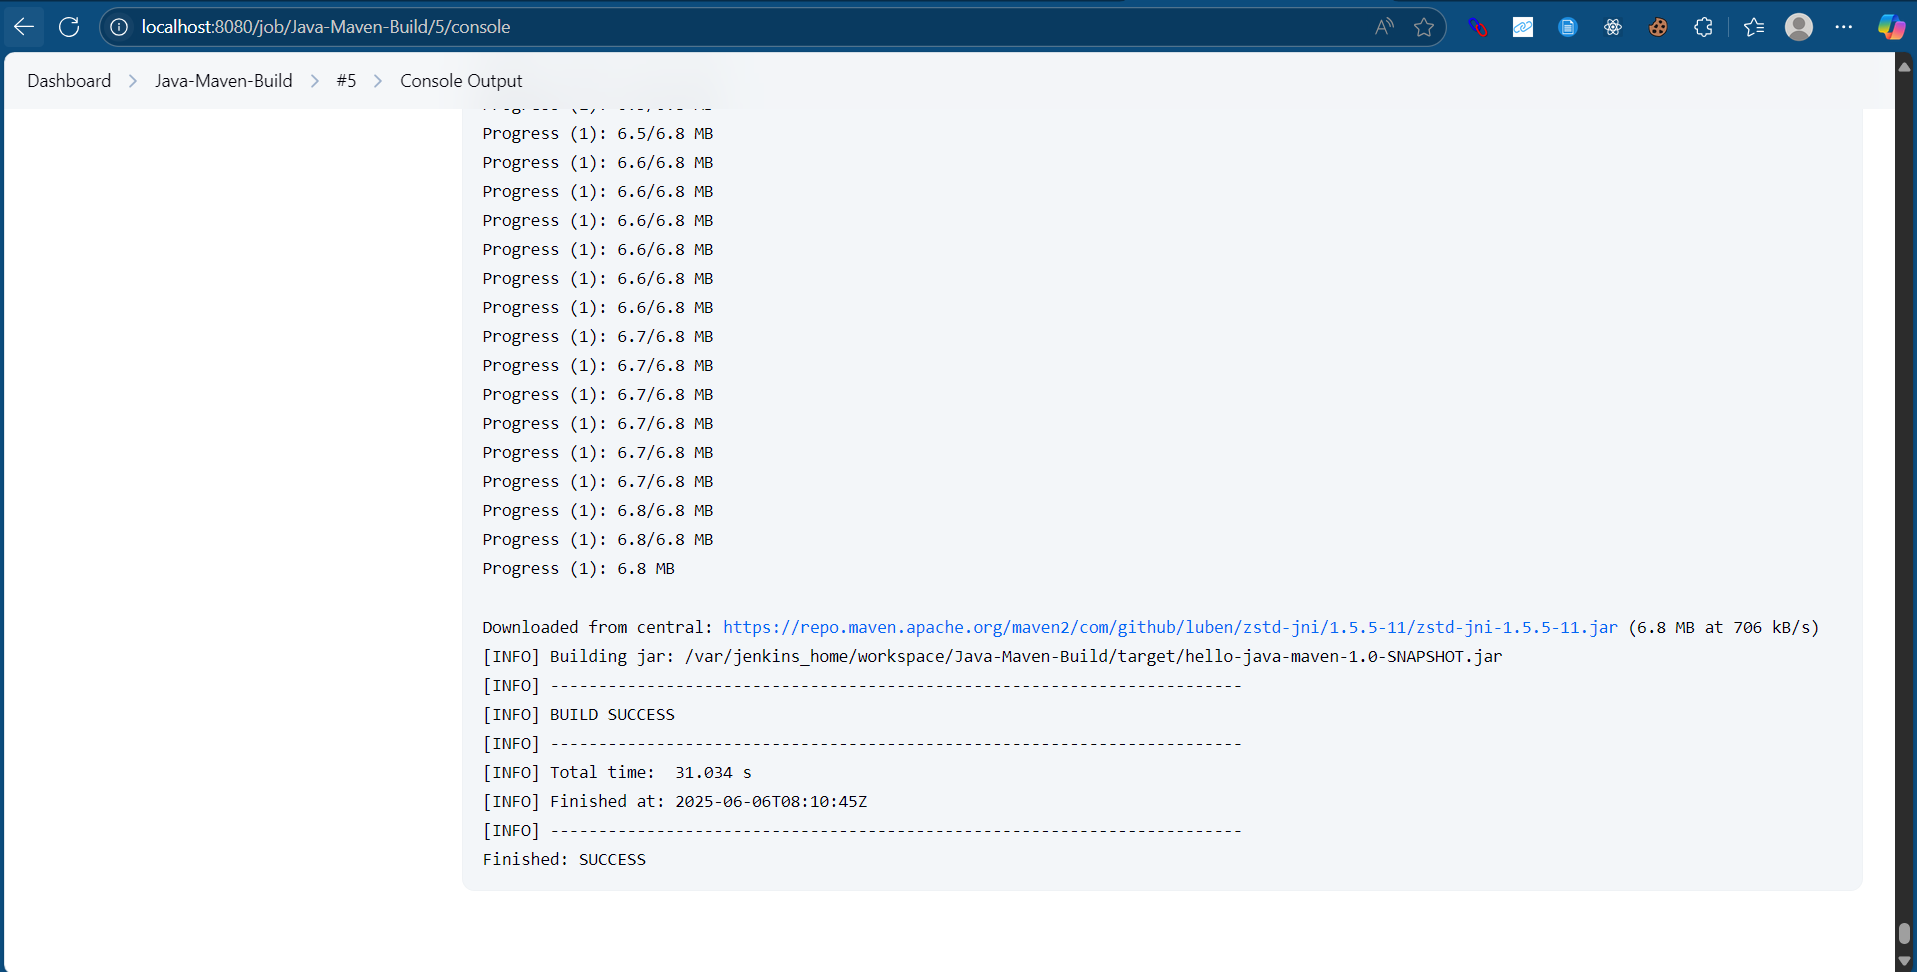 localhost:8080/job/Java-Maven-Build/5/console
Dashboard > Java-Maven-Build > #5 > Console Output
Progress (1): 6.5/6.8 MB
Progress (1): 6.6/6.8 MB
Progress (1): 6.6/6.8 MB
Progress (1): 6.6/6.8 MB
Progress (1): 6.6/6.8 MB
Progress (1): 6.6/6.8 MB
Progress (1): 6.6/6.8 MB
Progress (1): 6.7/6.8 MB
Progress (1): 6.7/6.8 MB
Progress (1): 6.7/6.8 MB
Progress (1): 6.7/6.8 MB
Progress (1): 6.7/6.8 MB
Progress (1): 6.7/6.8 MB
Progress (1): 6.8/6.8 MB
Progress (1): 6.8/6.8 MB
Progress (1): 6.8 MB
Downloaded from central: https://repo.maven.apache.org/maven2/com/github/luben/zstd-jni/1.5.5-11/zstd-jni-1.5.5-11.jar (6.8 MB at 706 kB/s)
[INFO] Building jar: /var/jenkins_home/workspace/Java-Maven-Build/target/hello-java-maven-1.0-SNAPSHOT.jar
[INFO] ------------------------------------------------------------------------
[INFO] BUILD SUCCESS
[INFO] ------------------------------------------------------------------------
[INFO] Total time:  31.034 s
[INFO] Finished at: 2025-06-06T08:10:45Z
[INFO] ------------------------------------------------------------------------
Finished: SUCCESS